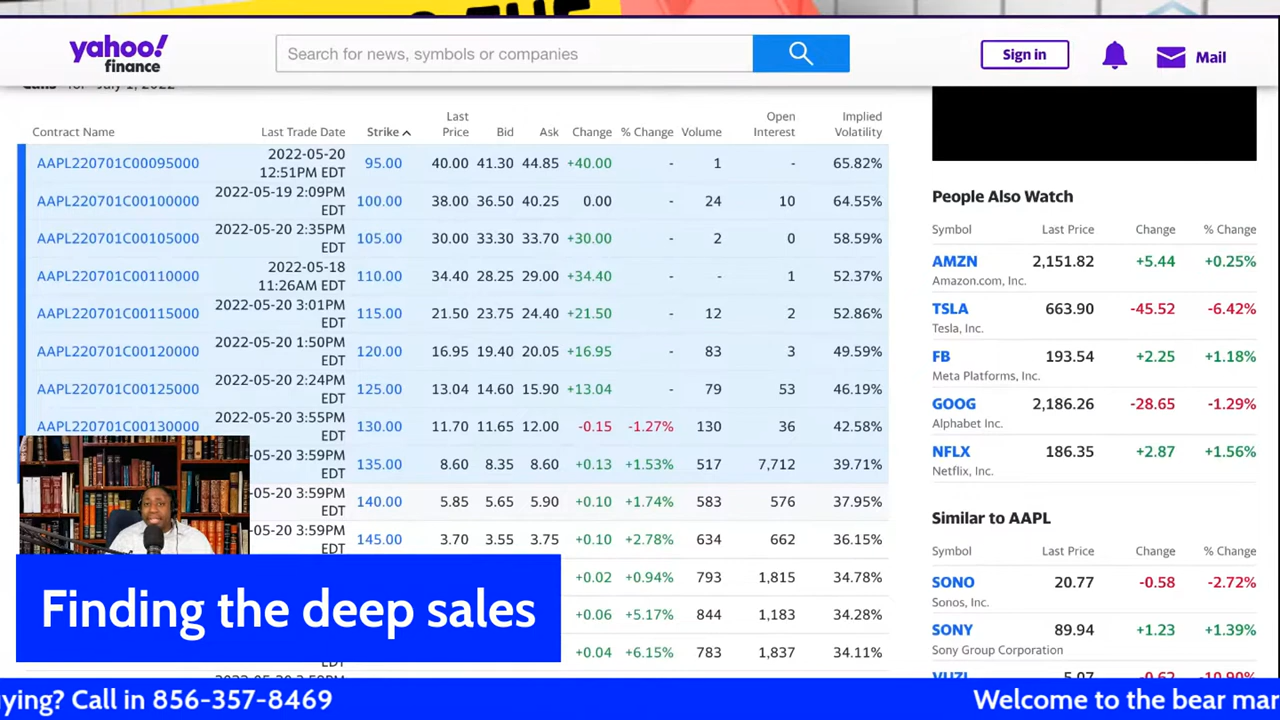 yahoo!
finance
Search for news, symbols or companies
Sign in
Mail
Calls for July 1, 2022
Contract Name Last Trade Date Strike Last Price Bid Ask Change % Change Volume Open Interest Implied Volatility
AAPL220701C00095000 2022-05-20 12:51PM EDT 95.00 40.00 41.30 44.85 +40.00 - 1 - 65.82%
AAPL220701C00100000 2022-05-19 2:09PM EDT 100.00 38.00 36.50 40.25 0.00 - 24 10 64.55%
AAPL220701C00105000 2022-05-20 2:35PM EDT 105.00 30.00 33.30 33.70 +30.00 - 2 0 58.59%
AAPL220701C00110000 2022-05-18 11:26AM EDT 110.00 34.40 28.25 29.00 +34.40 - - 1 52.37%
AAPL220701C00115000 2022-05-20 3:01PM EDT 115.00 21.50 23.75 24.40 +21.50 - 12 2 52.86%
AAPL220701C00120000 2022-05-20 1:50PM EDT 120.00 16.95 19.40 20.05 +16.95 - 83 3 49.59%
AAPL220701C00125000 2022-05-20 2:24PM EDT 125.00 13.04 14.60 15.90 +13.04 - 79 53 46.19%
AAPL220701C00130000 2022-05-20 3:55PM EDT 130.00 11.70 11.65 12.00 -0.15 -1.27% 130 36 42.58%
-05-20 3:59PM EDT 135.00 8.60 8.35 8.60 +0.13 +1.53% 517 7,712 39.71%
-05-20 3:59PM EDT 140.00 5.85 5.65 5.90 +0.10 +1.74% 583 576 37.95%
-05-20 3:59PM EDT 145.00 3.70 3.55 3.75 +0.10 +2.78% 634 662 36.15%
+0.02 +0.94% 793 1,815 34.78%
+0.06 +5.17% 844 1,183 34.28%
+0.04 +6.15% 783 1,837 34.11%
People Also Watch
Symbol Last Price Change % Change
AMZN 2,151.82 +5.44 +0.25%
Amazon.com, Inc.
TSLA 663.90 -45.52 -6.42%
Tesla, Inc.
FB 193.54 +2.25 +1.18%
Meta Platforms, Inc.
GOOG 2,186.26 -28.65 -1.29%
Alphabet Inc.
NFLX 186.35 +2.87 +1.56%
Netflix, Inc.
Similar to AAPL
Symbol Last Price Change % Change
SONO 20.77 -0.58 -2.72%
Sonos, Inc.
SONY 89.94 +1.23 +1.39%
Sony Group Corporation
VUZI 5.07 -0.62 -10.90%
Finding the deep sales
ying? Call in 856-357-8469
Welcome to the bear mar